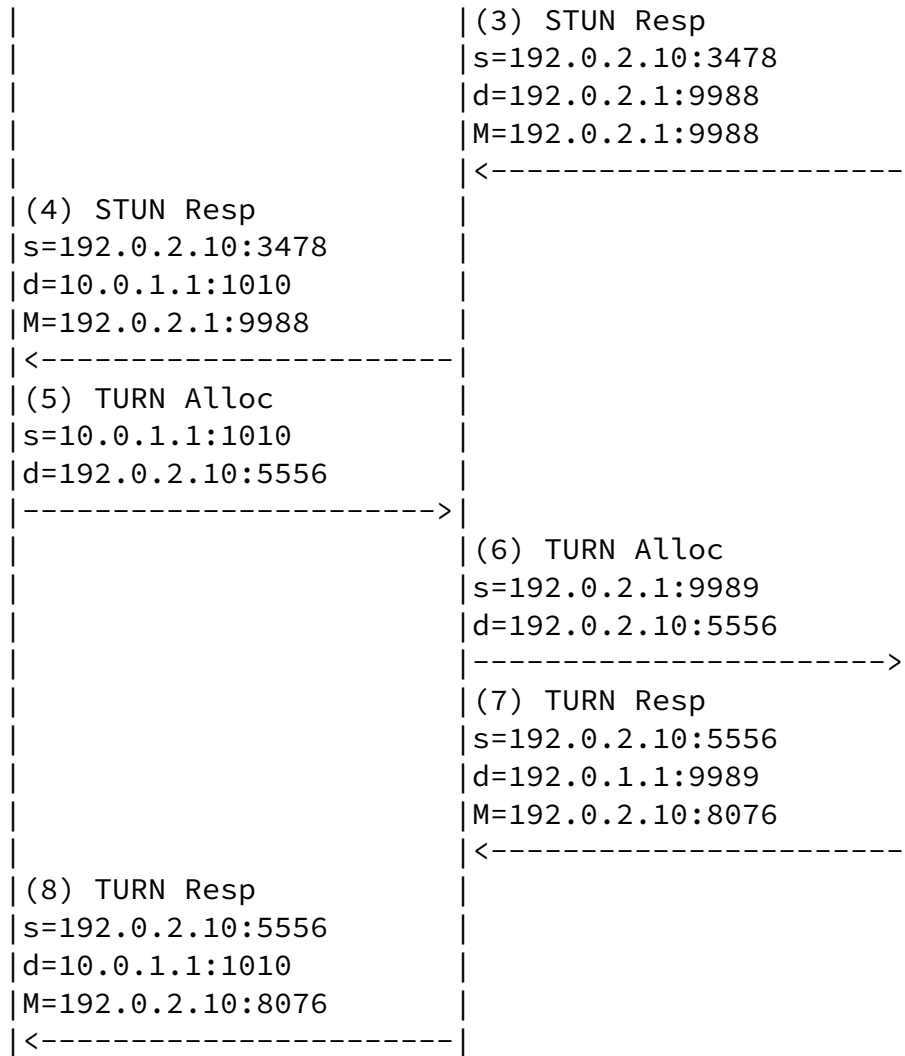 |                        |(3) STUN Resp
|                        |s=192.0.2.10:3478
|                        |d=192.0.2.1:9988
|                        |M=192.0.2.1:9988
|                        |<-----------------------
|(4) STUN Resp           |
|s=192.0.2.10:3478       |
|d=10.0.1.1:1010         |
|M=192.0.2.1:9988        |
|<-----------------------|
|(5) TURN Alloc          |
|s=10.0.1.1:1010         |
|d=192.0.2.10:5556       |
|----------------------->|
|                        |(6) TURN Alloc
|                        |s=192.0.2.1:9989
|                        |d=192.0.2.10:5556
|                        |----------------------->
|                        |(7) TURN Resp
|                        |s=192.0.2.10:5556
|                        |d=192.0.1.1:9989
|                        |M=192.0.2.10:8076
|                        |<-----------------------
|(8) TURN Resp           |
|s=192.0.2.10:5556       |
|d=10.0.1.1:1010         |
|M=192.0.2.10:8076       |
|<-----------------------|